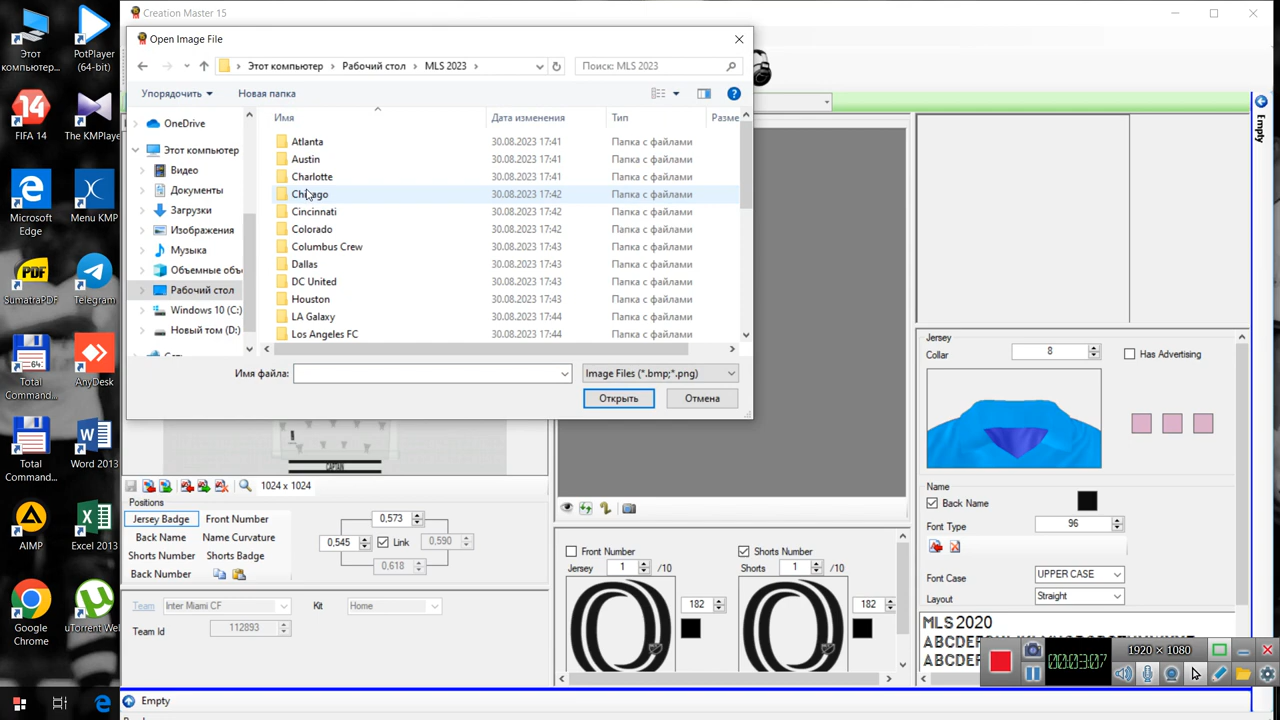 Creation Master 15
Open Image File
Этот компьютер
Рабочий стол
MLS 2023
Поиск: MLS 2023
Упорядочить
Новая папка
Имя
Дата изменения
Тип
Разме
OneDrive
Этот компьютер
Видео
Документы
Загрузки
Изображения
Музыка
Объемные объ
Рабочий стол
Windows 10 (C:)
Новый том (D:)
Atlanta 30.08.2023 17:41 Папка с файлами
Austin 30.08.2023 17:41 Папка с файлами
Charlotte 30.08.2023 17:41 Папка с файлами
Chicago 30.08.2023 17:42 Папка с файлами
Cincinnati 30.08.2023 17:42 Папка с файлами
Colorado 30.08.2023 17:42 Папка с файлами
Columbus Crew 30.08.2023 17:43 Папка с файлами
Dallas 30.08.2023 17:43 Папка с файлами
DC United 30.08.2023 17:43 Папка с файлами
Houston 30.08.2023 17:43 Папка с файлами
LA Galaxy 30.08.2023 17:44 Папка с файлами
Los Angeles FC 30.08.2023 17:44 Папка с файлами
Имя файла:
Image Files (*.bmp;*.png)
Открыть
Отмена
Этот
компьютер...
PotPlayer
(64-bit)
14
FIFA 14
The KMPlayer
Microsoft
Edge
Menu KMP
PDF
SumatraPDF
Telegram
64
Total
Command...
AnyDesk
Total
Command...
Word 2013
AIMP
Excel 2013
Google
Chrome
uTorrent Web
CAPTAIN
1024 x 1024
Positions
Jersey Badge
Front Number
Back Name
Name Curvature
Shorts Number
Shorts Badge
Back Number
0,573
0,545
Link
0,590
0,618
Team
Inter Miami CF
Kit
Home
Team Id
112893
Front Number
Jersey
1
/10
182
Shorts Number
Shorts
1
/10
182
Empty
Jersey
Collar
8
Has Advertising
Name
Back Name
Font Type
96
Font Case
UPPER CASE
Layout
Straight
MLS 2020
1920 × 1080
00:03:07
Empty